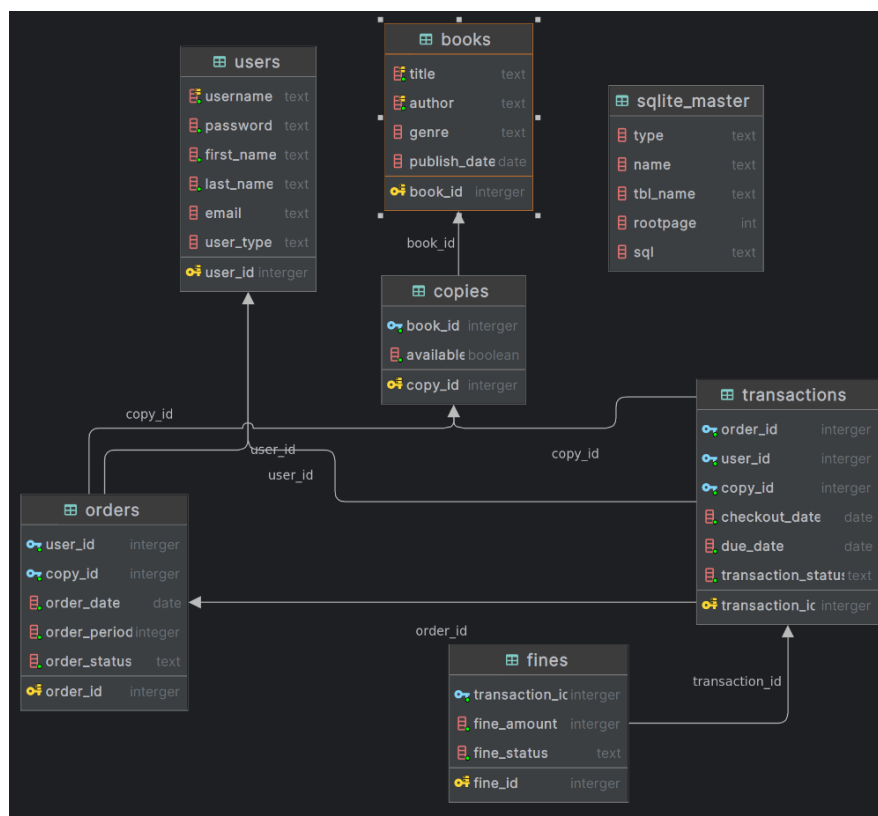 users
username text
password text
first_name text
last_name text
email text
user_type text
user_id interger
books
title text
author text
genre text
publish_date date
book_id interger
sqlite_master
type text
name text
tbl_name text
rootpage int
sql text
book_id
copies
book_id interger
available boolean
copy_id interger
copy_id
user_id
user_id
copy_id
transactions
order_id interger
user_id interger
copy_id interger
checkout_date date
due_date date
transaction_status text
transaction_id interger
orders
user_id interger
copy_id interger
order_date date
order_period integer
order_status text
order_id interger
order_id
fines
transaction_id interger
fine_amount interger
fine_status text
fine_id interger
transaction_id